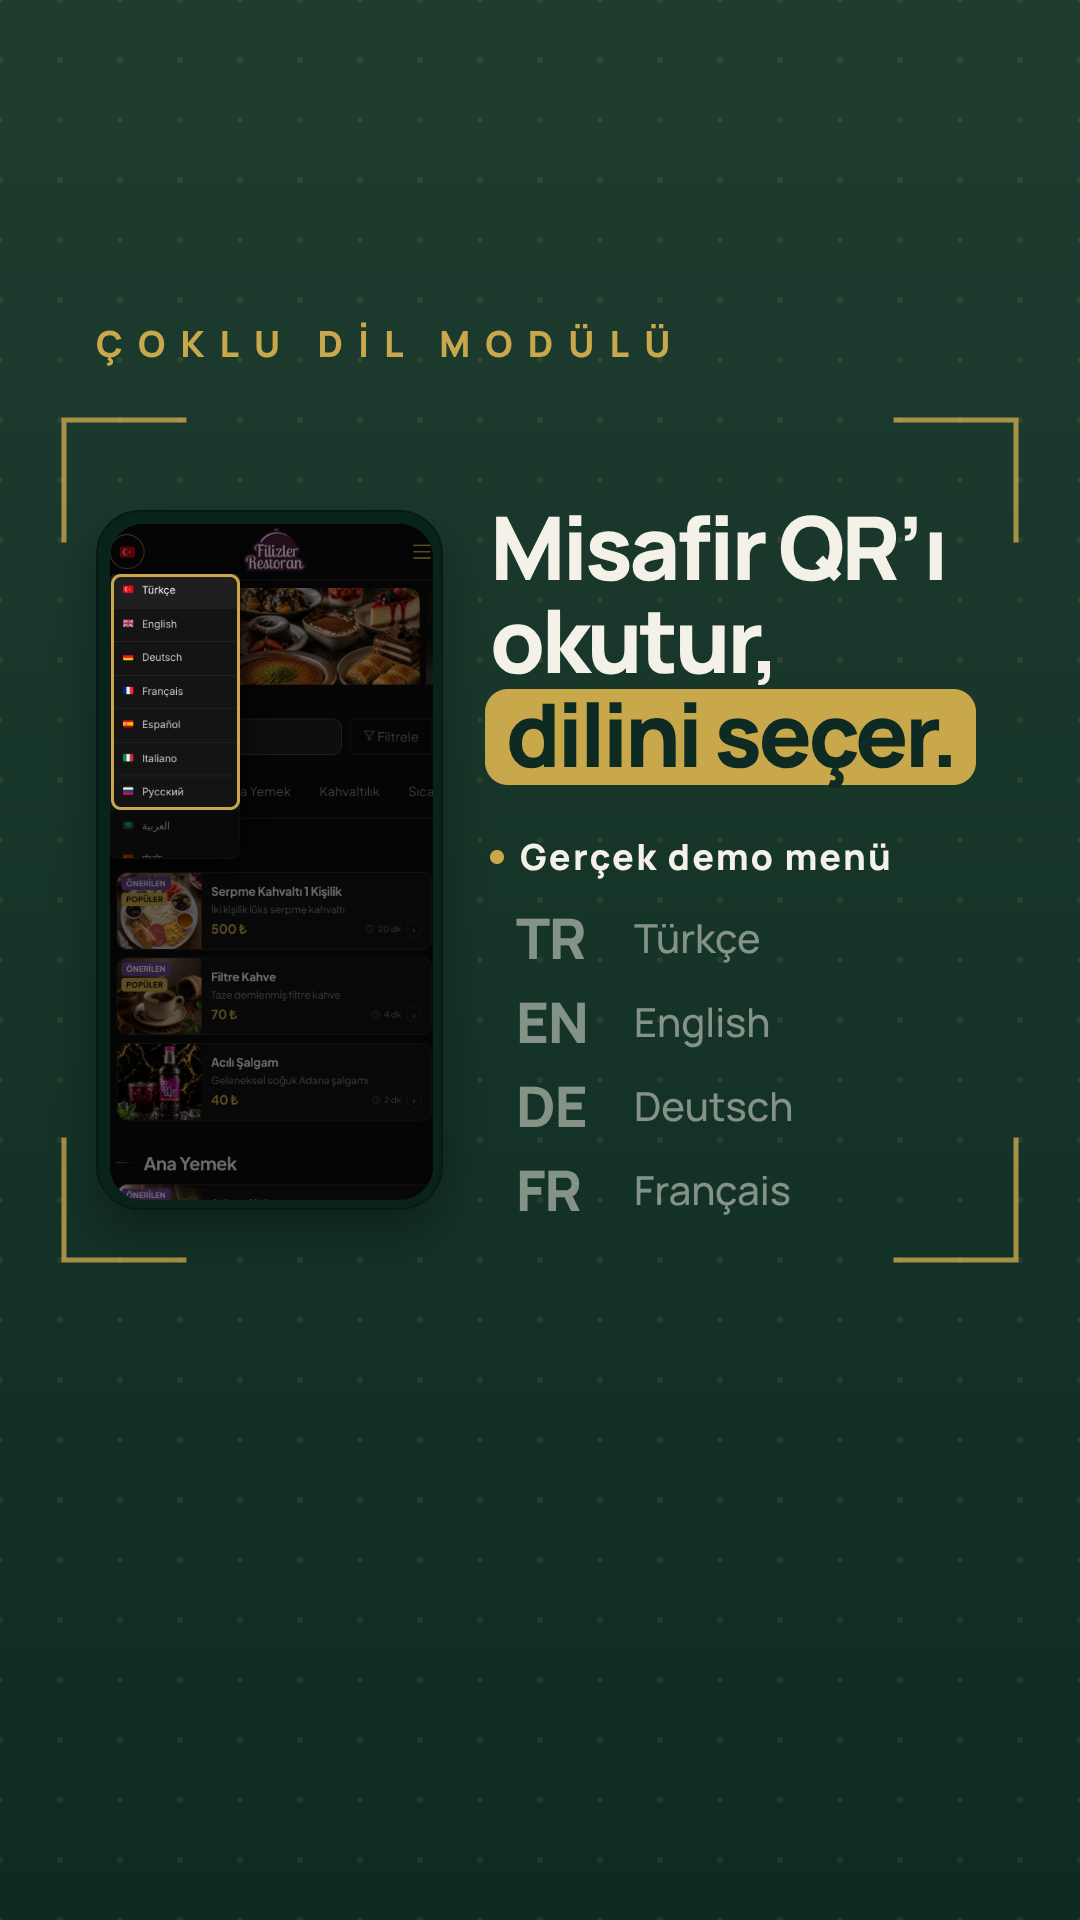 ÇOKLU DİL MODÜLÜ
Filizler
Restoran
Türkçe
English
Deutsch
Français
Español
Italiano
Русский
العربية
Filtrele
a Yemek
Kahvaltılık
Sıca
ÖNERİLEN
POPÜLER
Serpme Kahvaltı 1 Kişilik
İki kişilik lüks serpme kahvaltı
500 ₺
20 dk
ÖNERİLEN
POPÜLER
Filtre Kahve
Taze demlenmiş filtre kahve
70 ₺
4 dk
Acılı Şalgam
Geleneksel soğuk Adana şalgamı
40 ₺
2 dk
Ana Yemek
ÖNERİLEN
Misafir QR’ı
okutur,
dilini seçer.
Gerçek demo menü
TR Türkçe
EN English
DE Deutsch
FR Français